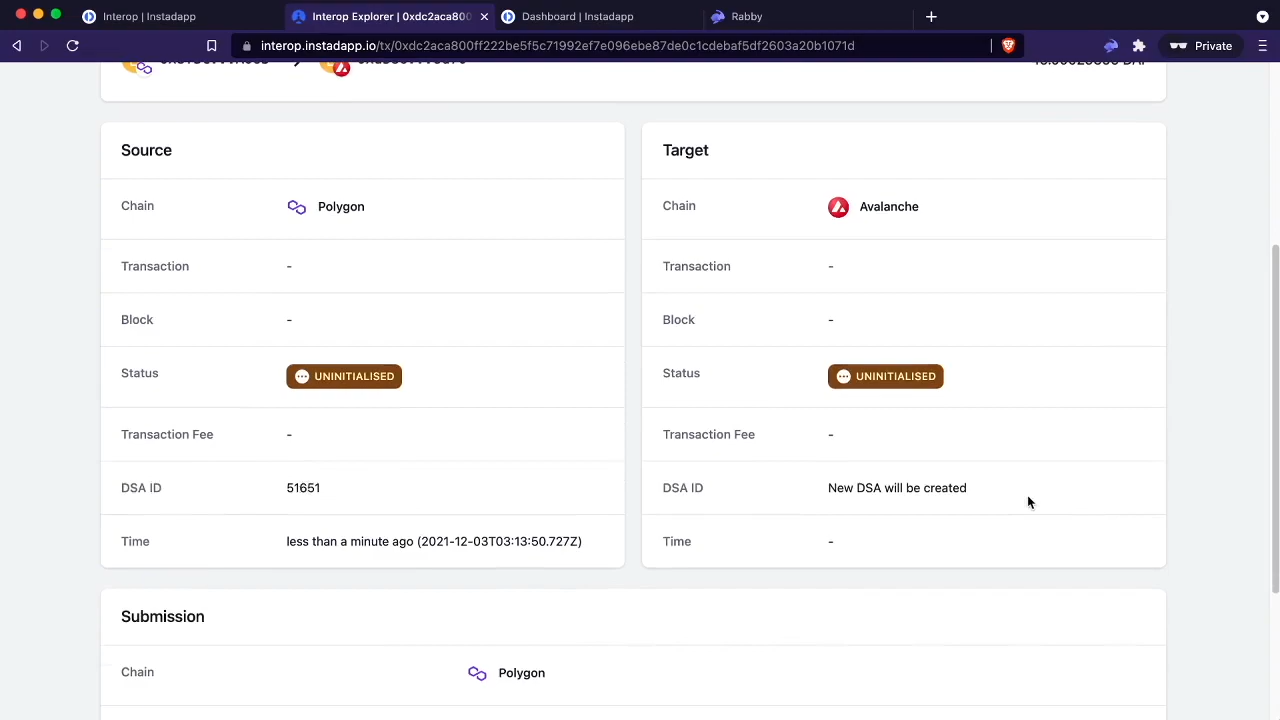 Interop | Instadapp
Interop Explorer | 0xdc2aca800
Dashboard | Instadapp
Rabby
interop.instadapp.io/tx/0xdc2aca800ff222be5f5c71992ef7e096ebe87de0c1cdebaf5df2603a20b1071d
Private
Source
Target
Chain
Polygon
Chain
Avalanche
Transaction
-
Transaction
-
Block
-
Block
-
Status
UNINITIALISED
Status
UNINITIALISED
Transaction Fee
-
Transaction Fee
-
DSA ID
51651
DSA ID
New DSA will be created
Time
less than a minute ago (2021-12-03T03:13:50.727Z)
Time
-
Submission
Chain
Polygon